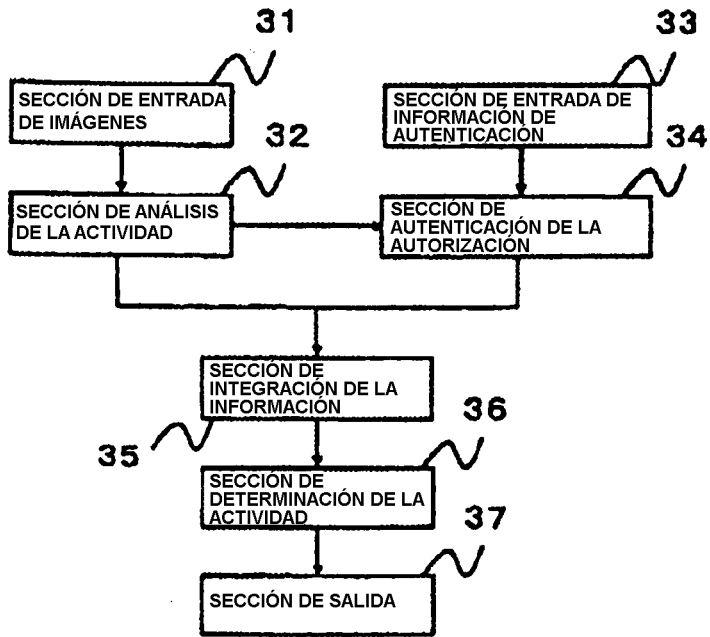 31
SECCIÓN DE ENTRADA
DE IMÁGENES
33
SECCIÓN DE ENTRADA DE
INFORMACIÓN DE
AUTENTICACIÓN
32
SECCIÓN DE ANÁLISIS
DE LA ACTIVIDAD
34
SECCIÓN DE
AUTENTICACIÓN DE LA
AUTORIZACIÓN
SECCIÓN DE
INTEGRACIÓN DE LA
INFORMACIÓN
35
36
SECCIÓN DE
DETERMINACIÓN DE LA
ACTIVIDAD
37
SECCIÓN DE SALIDA